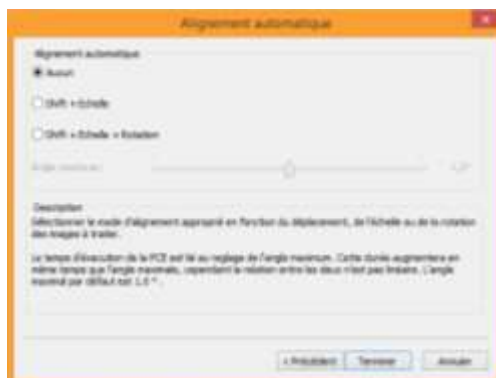 Alignement automatique
Alignement automatique
Aucun
Shift + Echelle
Shift + Echelle + Rotation
Angle maximal
Description
Sélectionner le mode d'alignement approprié en fonction du déplacement, de l'échelle ou de la rotation
des images à traiter.
Le temps d'exécution de la PCE est lié au réglage de l'angle maximum. Cette durée augmentera en
même temps que l'angle maximale, cependant la relation entre les deux n'est pas linéaire. L'angle
maximal par défaut est 1.0 °.
< Précédent
Terminer
Annuler